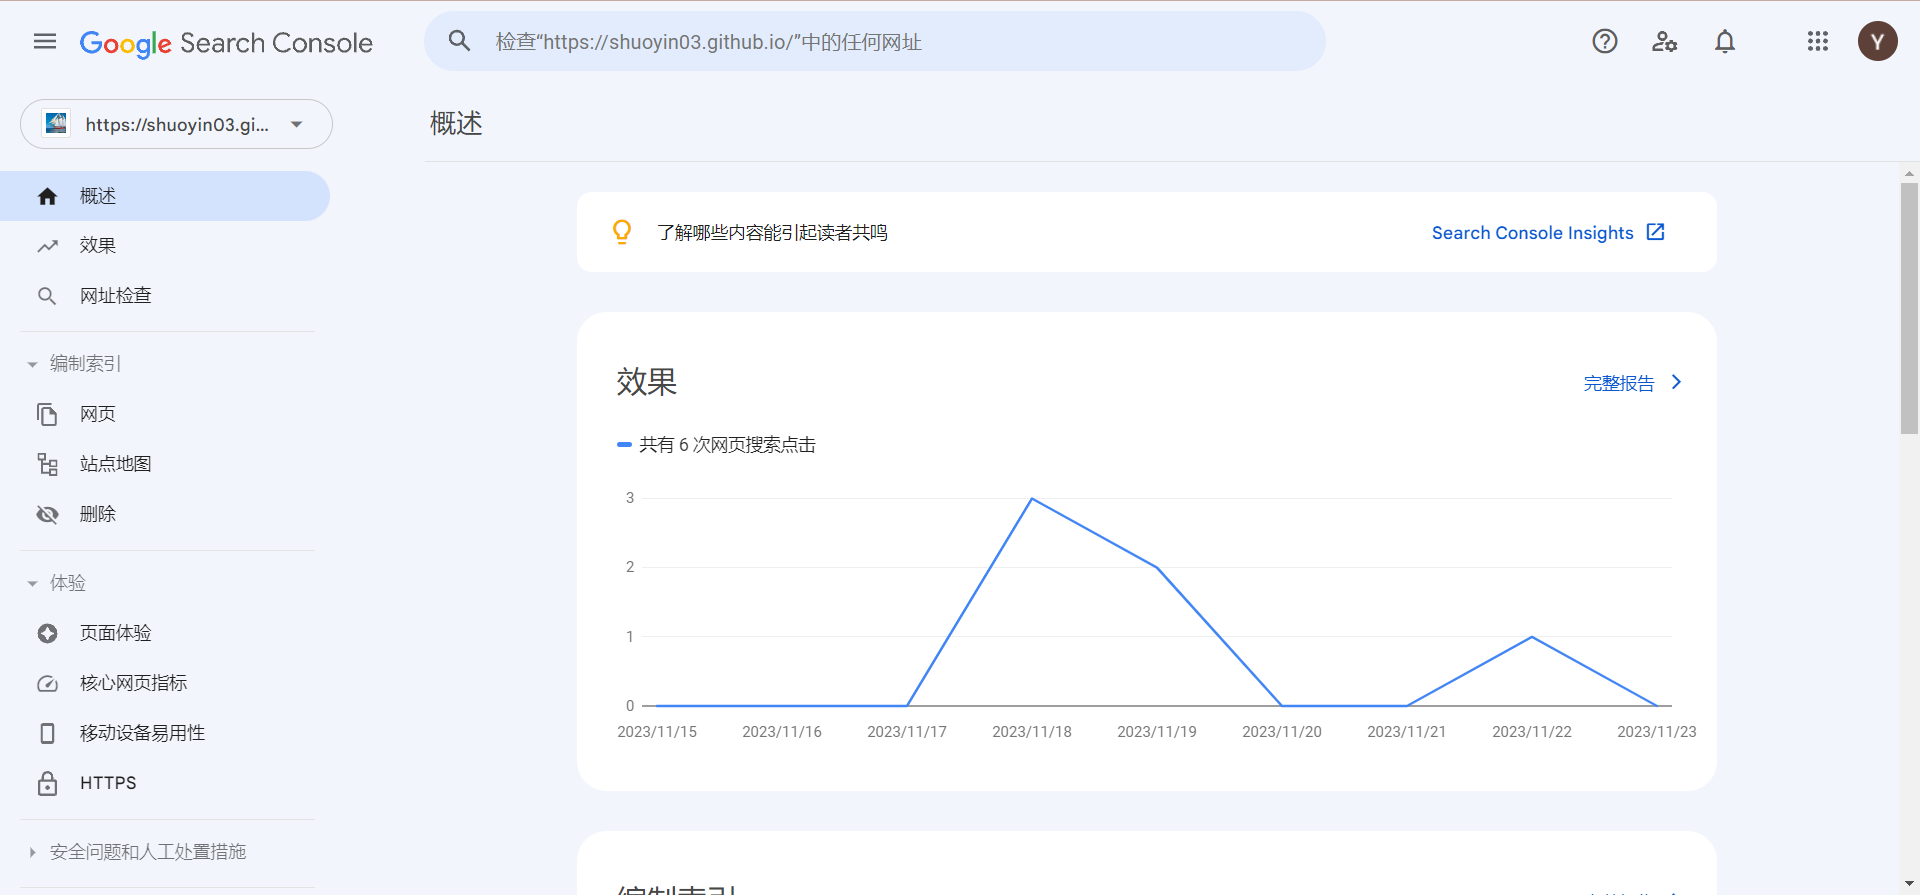 Google Search Console
检查“https://shuoyin03.github.io/”中的任何网址
Y
https://shuoyin03.gi...
概述
概述
效果
网址检查
编制索引
网页
站点地图
删除
体验
页面体验
核心网页指标
移动设备易用性
HTTPS
安全问题和人工处置措施
了解哪些内容能引起读者共鸣
Search Console Insights
效果
完整报告
共有 6 次网页搜索点击
3
2
1
0
2023/11/15 2023/11/16 2023/11/17 2023/11/18 2023/11/19 2023/11/20 2023/11/21 2023/11/22 2023/11/23
编制索引